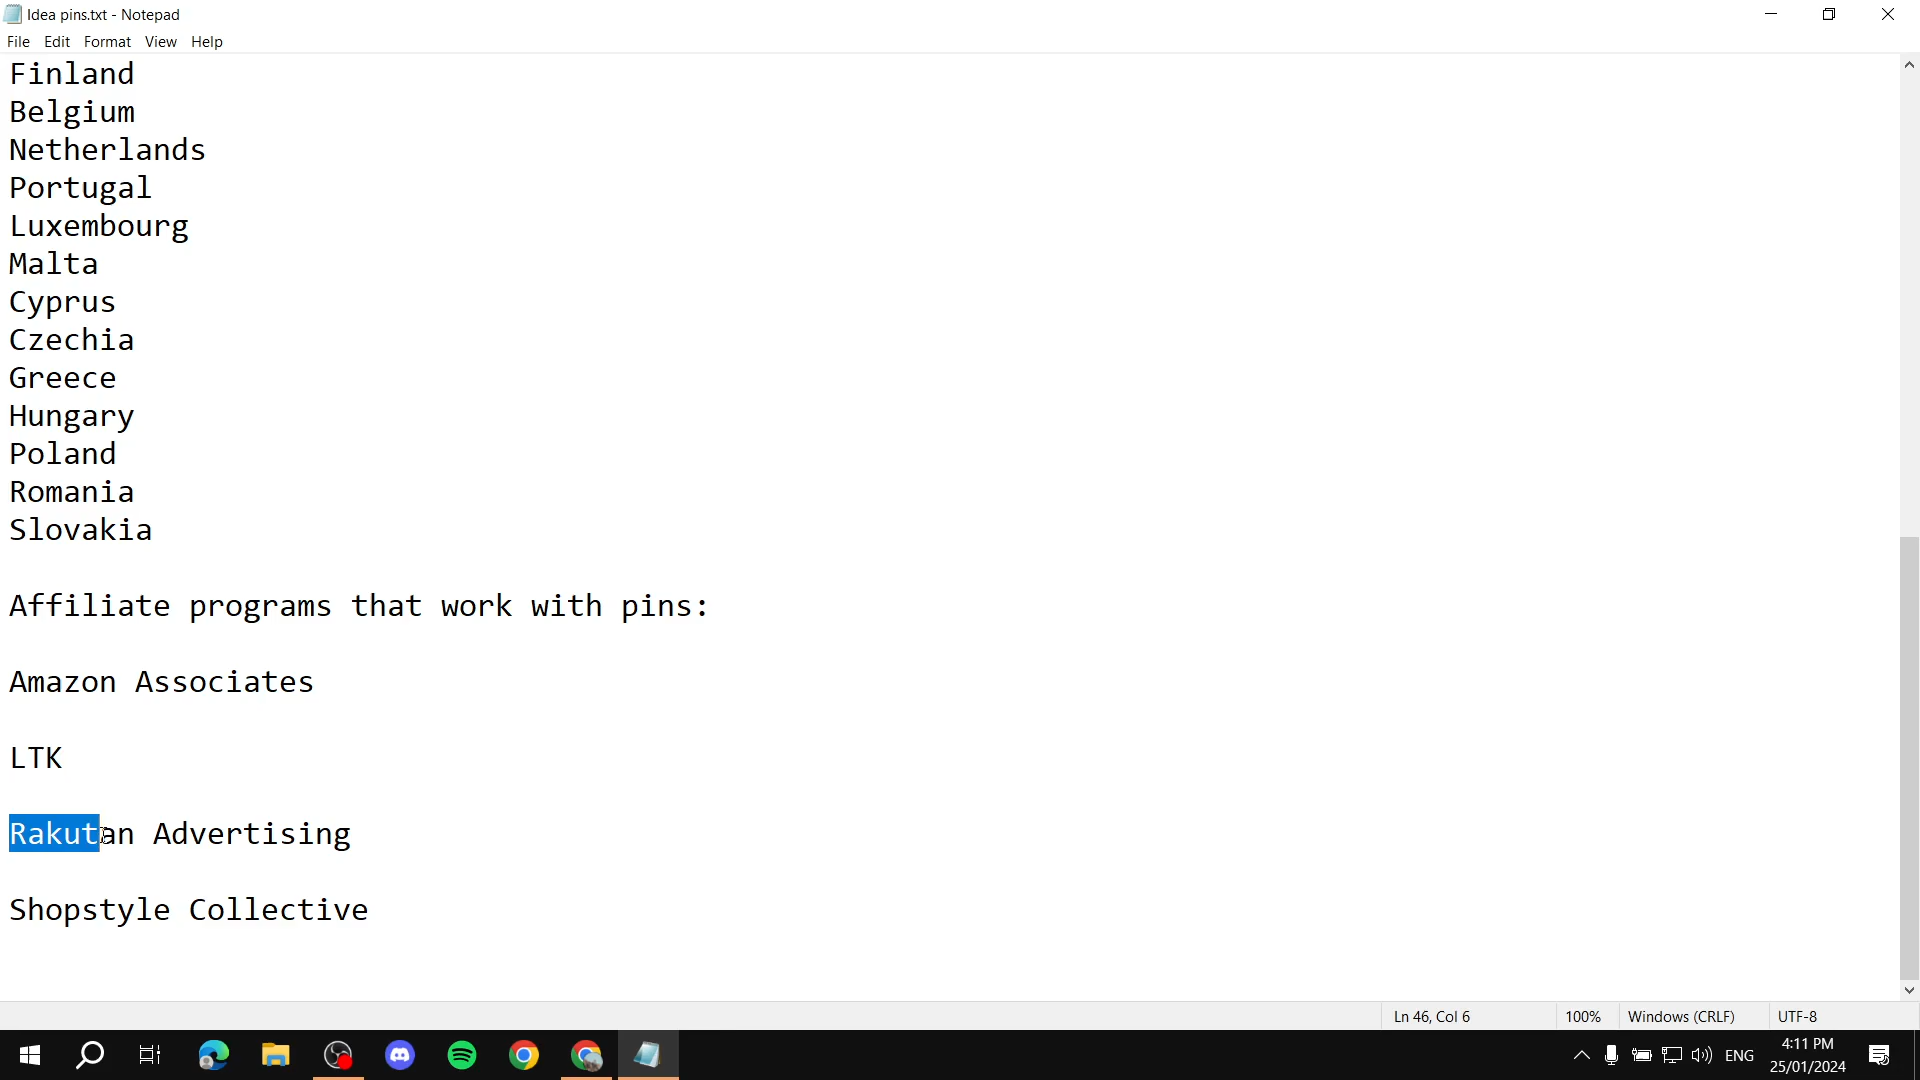 Idea pins.txt - Notepad
File Edit Format View Help
Finland
Belgium
Netherlands
Portugal
Luxembourg
Malta
Cyprus
Czechia
Greece
Hungary
Poland
Romania
Slovakia
Affiliate programs that work with pins:
Amazon Associates
LTK
Rakutan Advertising
Shopstyle Collective
Ln 46, Col 6 100% Windows (CRLF) UTF-8
ENG 4:11 PM
25/01/2024